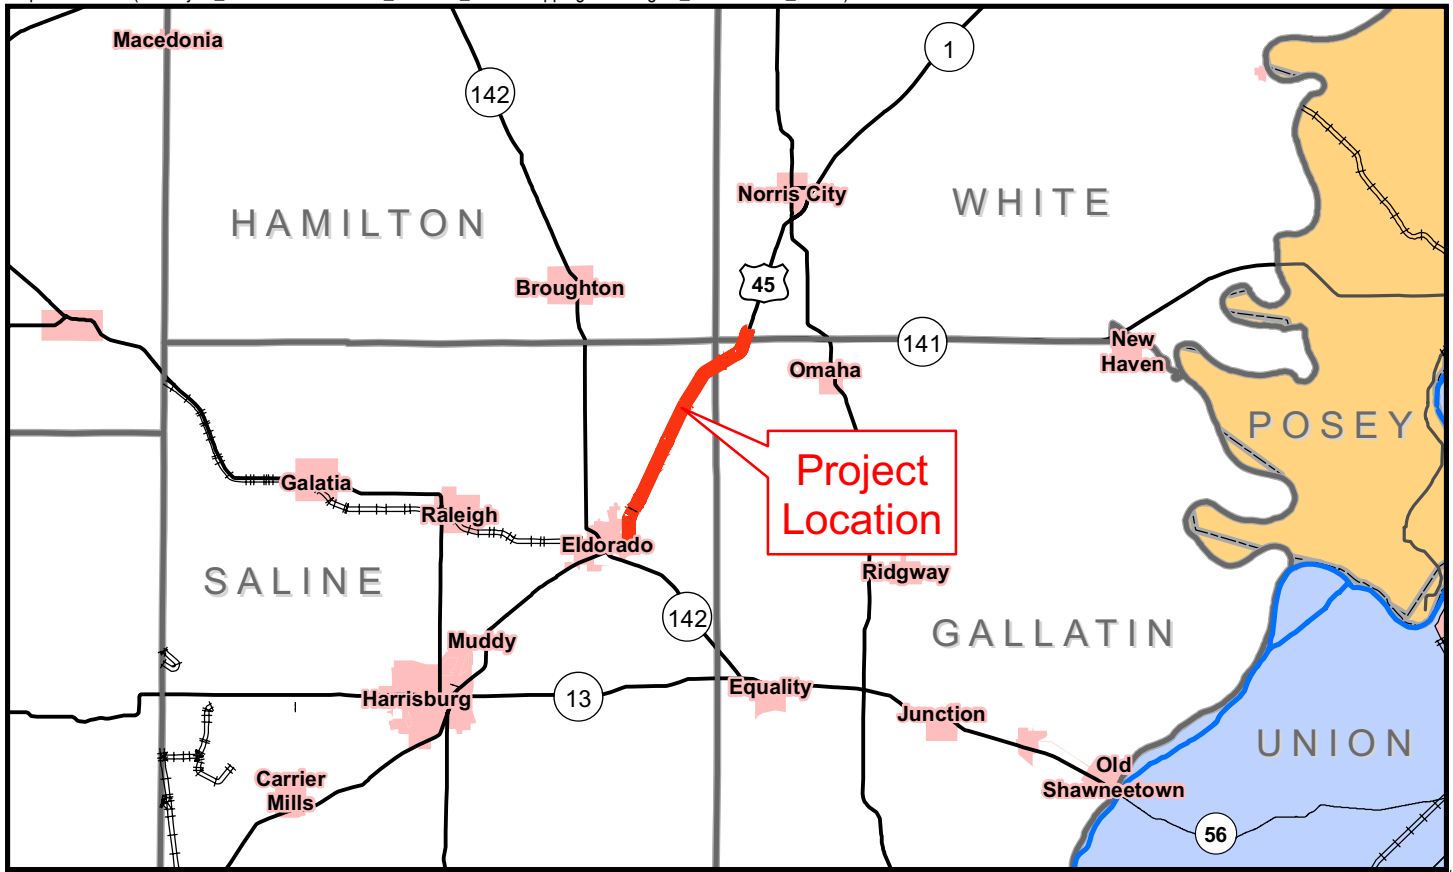 Macedonia
1
142
Norris City
WHITE
HAMILTON
Broughton
45
141
New
Haven
Omaha
POSEY
Project
Location
Galatia
Raleigh
Eldorado
SALINE
Ridgway
142
GALLATIN
Muddy
Harrisburg
13
Equality
Junction
UNION
Old
Shawneetown
Carrier
Mills
56